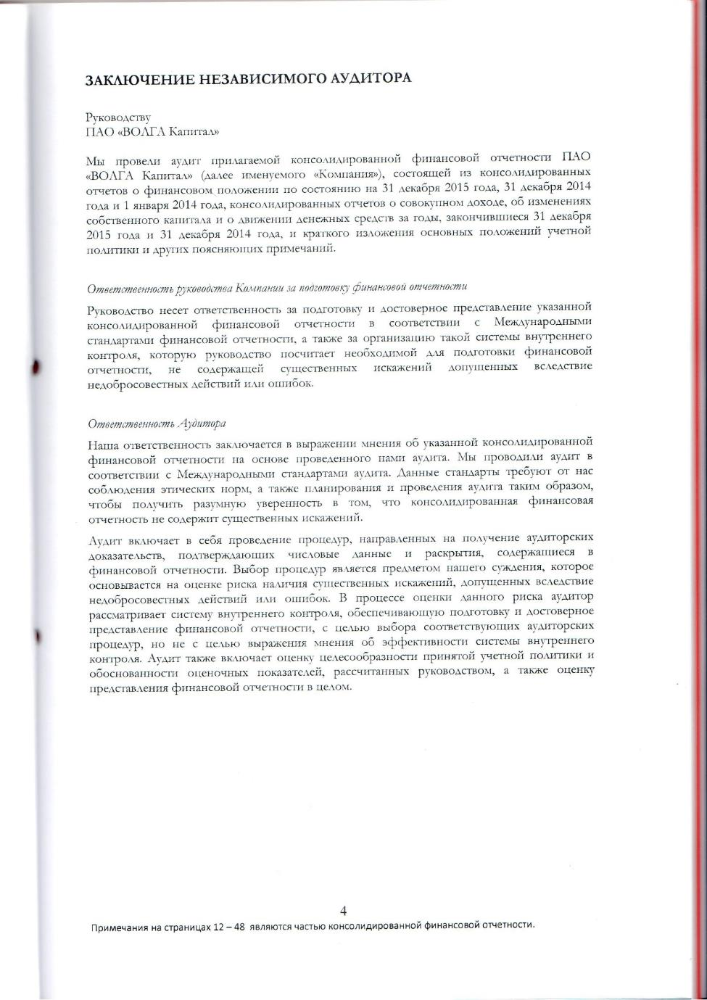 ЗАКЛЮЧЕНИЕ НЕЗАВИСИМОГО АУДИТОРА
Руководству
ПАО «ВОЛГА Капитал»
Мы провели аудит прилагаемой консолидированной финансовой отчетности ПАО
«ВОЛГА Капитал» (далее именуемого «Компания»), состоящей из консолидированных
отчетов о финансовом положении по состоянию на 31 декабря 2015 года, 31 декабря 2014
года и 1 января 2014 года, консолидированных отчетов о совокупном доходе, об изменениях
собственного капитала и о движении денежных средств за годы, закончившиеся 31 декабря
2015 года и 31 декабря 2014 года, и краткого изложения основных положений учетной
политики и других поясняющих примечаний.
Ответственность руководства Компании за подготовку финансовой отчетности
Руководство несет ответственность за подготовку и достоверное представление указанной
консолидированной финансовой отчетности в соответствии с Международными
стандартами финансовой отчетности, а также за организацию такой системы внутреннего
контроля, которую руководство посчитает необходимой для подготовки финансовой
отчетности, не содержащей существенных искажений допущенных вследствие
недобросовестных действий или ошибок.
Ответственность Аудитора
Наша ответственность заключается в выражении мнения об указанной консолидированной
финансовой отчетности на основе проведенного нами аудита. Мы проводили аудит в
соответствии с Международными стандартами аудита. Данные стандарты требуют от нас
соблюдения этических норм, а также планирования и проведения аудита таким образом,
чтобы получить разумную уверенность в том, что консолидированная финансовая
отчетность не содержит существенных искажений.
Аудит включает в себя проведение процедур, направленных на получение аудиторских
доказательств, подтверждающих числовые данные и раскрытия, содержащиеся в
финансовой отчетности. Выбор процедур является предметом нашего суждения, которое
основывается на оценке риска наличия существенных искажений, допущенных вследствие
недобросовестных действий или ошибок. В процессе оценки данного риска аудитор
рассматривает систему внутреннего контроля, обеспечивающую подготовку и достоверное
представление финансовой отчетности, с целью выбора соответствующих аудиторских
процедур, но не с целью выражения мнения об эффективности системы внутреннего
контроля. Аудит также включает оценку целесообразности принятой учетной политики и
обоснованности оценочных показателей, рассчитанных руководством, а также оценку
представления финансовой отчетности в целом.
4
Примечания на страницах 12 – 48 являются частью консолидированной финансовой отчетности.